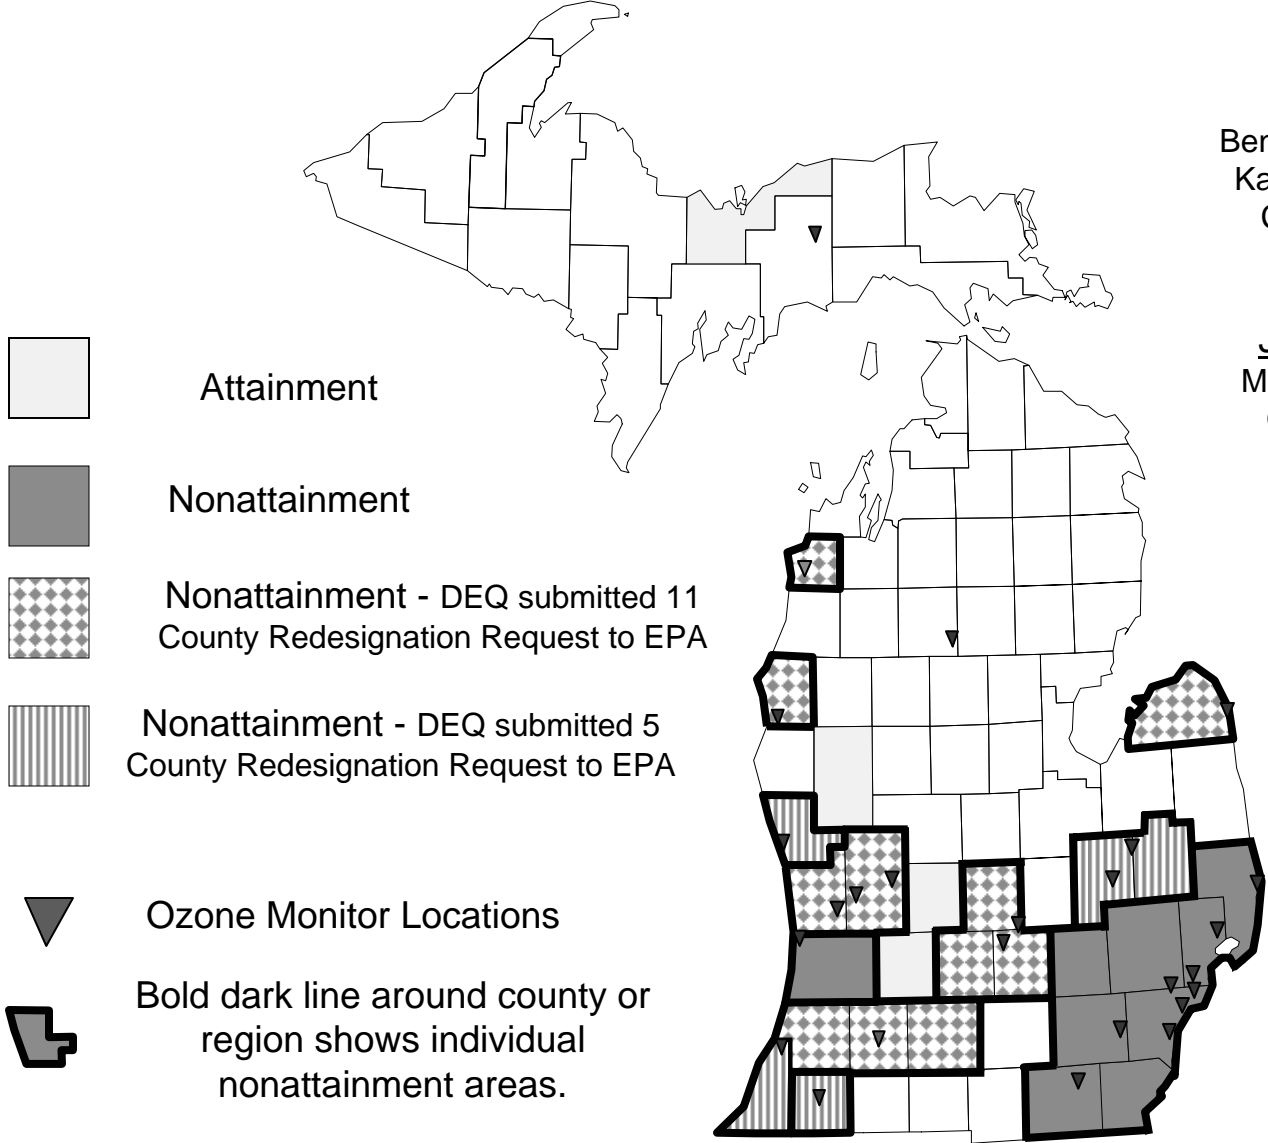 Attainment
Nonattainment
Nonattainment - DEQ submitted 11
County Redesignation Request to EPA
Nonattainment - DEQ submitted 5
County Redesignation Request to EPA
Ozone Monitor Locations
Bold dark line around county or
region shows individual
nonattainment areas.